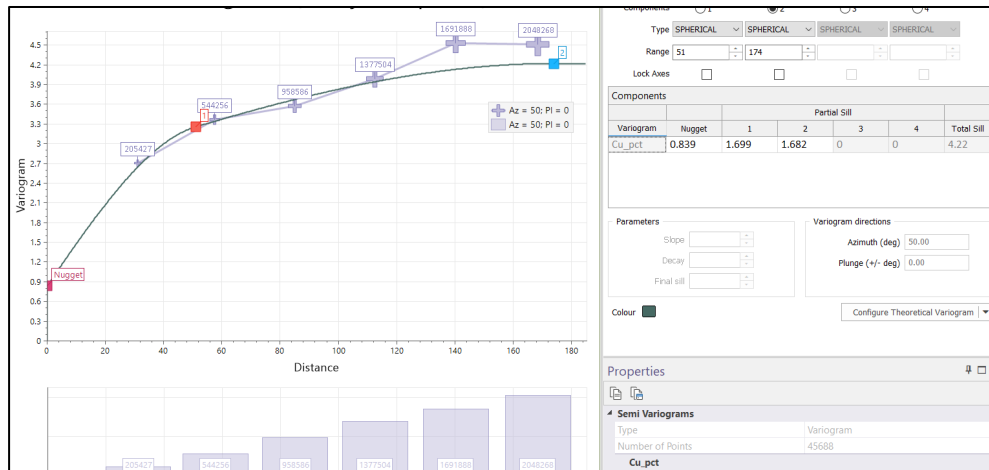 Components 1 2 3 4
Type SPHERICAL SPHERICAL SPHERICAL SPHERICAL
Range 51 174
Lock Axes
Components
Partial Sill
Variogram Nugget 1 2 3 4 Total Sill
Cu_pct 0.839 1.699 1.682 0 0 4.22
Parameters
Slope
Decay
Final sill
Variogram directions
Azimuth (deg) 50.00
Plunge (+/- deg) 0.00
Colour
Configure Theoretical Variogram
Properties
Semi Variograms
Type Variogram
Number of Points 45688
Cu_pct
Variogram
4.5
4.2
3.9
3.6
3.3
3
2.7
2.4
2.1
1.8
1.5
1.2
0.9
0.6
0.3
0
0 20 40 60 80 100 120 140 160 180
Distance
Nugget
205427
1
544256
958586
1377504
1691888
2048268
2
Az = 50; Pl = 0
Az = 50; Pl = 0
205427 544256 958586 1377504 1691888 2048268